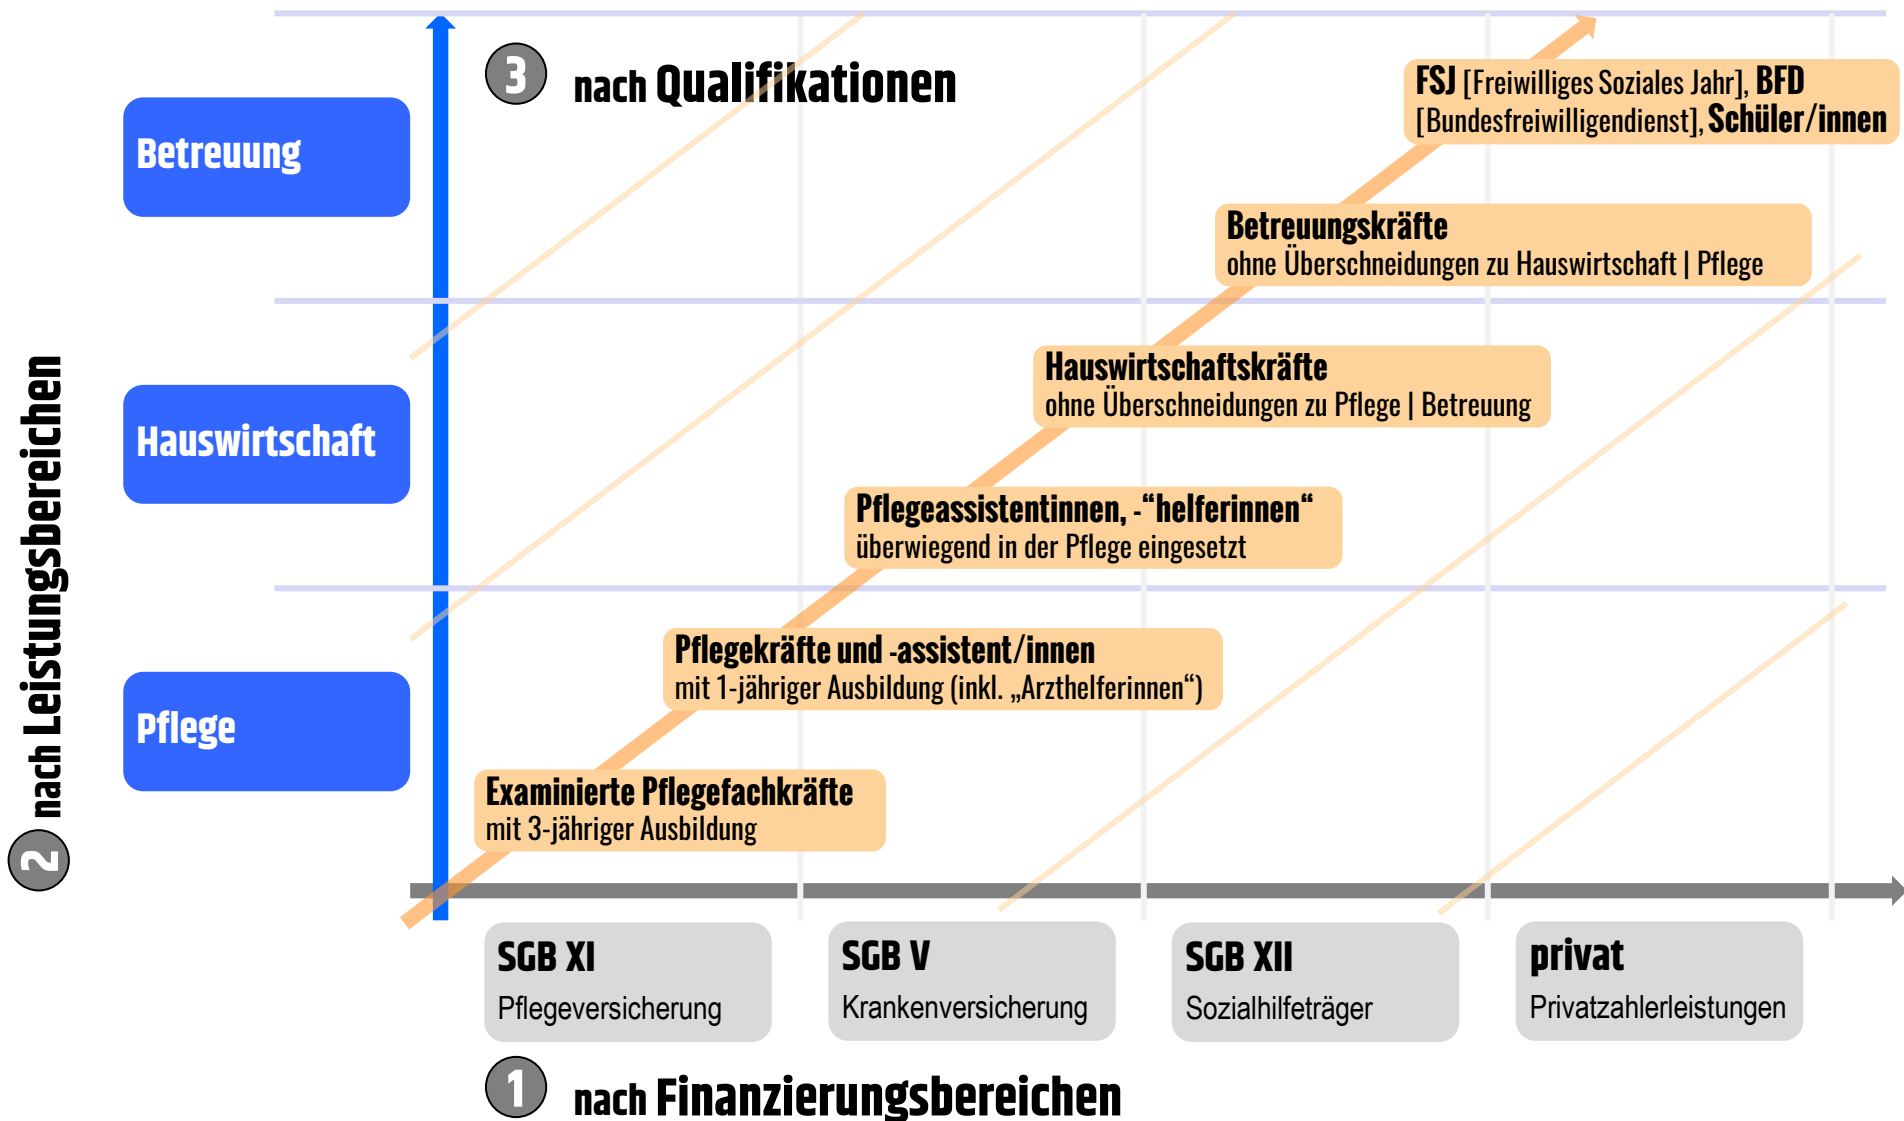 3 nach Qualifikationen
FSJ [Freiwilliges Soziales Jahr], BFD
[Bundesfreiwilligendienst], Schüler/innen
Betreuungskräfte
ohne Überschneidungen zu Hauswirtschaft | Pflege
Hauswirtschaftskräfte
ohne Überschneidungen zu Pflege | Betreuung
Pflegeassistentinnen, -“helferinnen“
überwiegend in der Pflege eingesetzt
Pflegekräfte und -assistent/innen
mit 1-jähriger Ausbildung (inkl. „Arzthelferinnen“)
Examinierte Pflegefachkräfte
mit 3-jähriger Ausbildung
Betreuung
Hauswirtschaft
Pflege
2 nach Leistungsbereichen
SGB XI
Pflegeversicherung
SGB V
Krankenversicherung
SGB XII
Sozialhilfeträger
privat
Privatzahlerleistungen
1 nach Finanzierungsbereichen